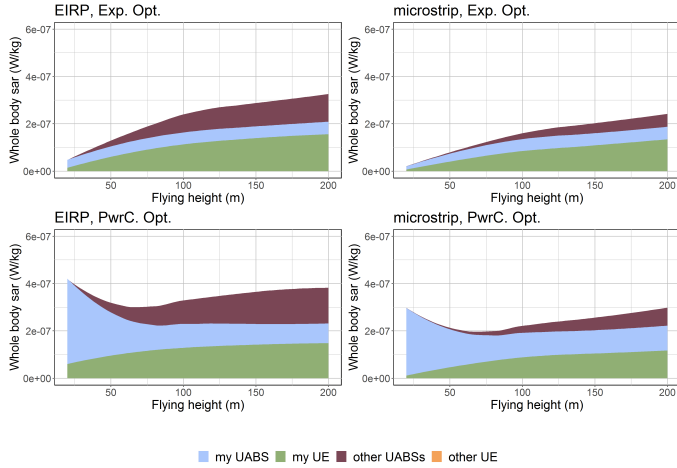 EIRP, Exp. Opt.
microstrip, Exp. Opt.
Whole body sar (W/kg)
6e-07
4e-07
2e-07
0e+00
50 100 150 200
Flying height (m)
Whole body sar (W/kg)
6e-07
4e-07
2e-07
0e+00
50 100 150 200
Flying height (m)
EIRP, PwrC. Opt.
microstrip, PwrC. Opt.
Whole body sar (W/kg)
6e-07
4e-07
2e-07
0e+00
50 100 150 200
Flying height (m)
Whole body sar (W/kg)
6e-07
4e-07
2e-07
0e+00
50 100 150 200
Flying height (m)
my UABS my UE other UABSs other UE